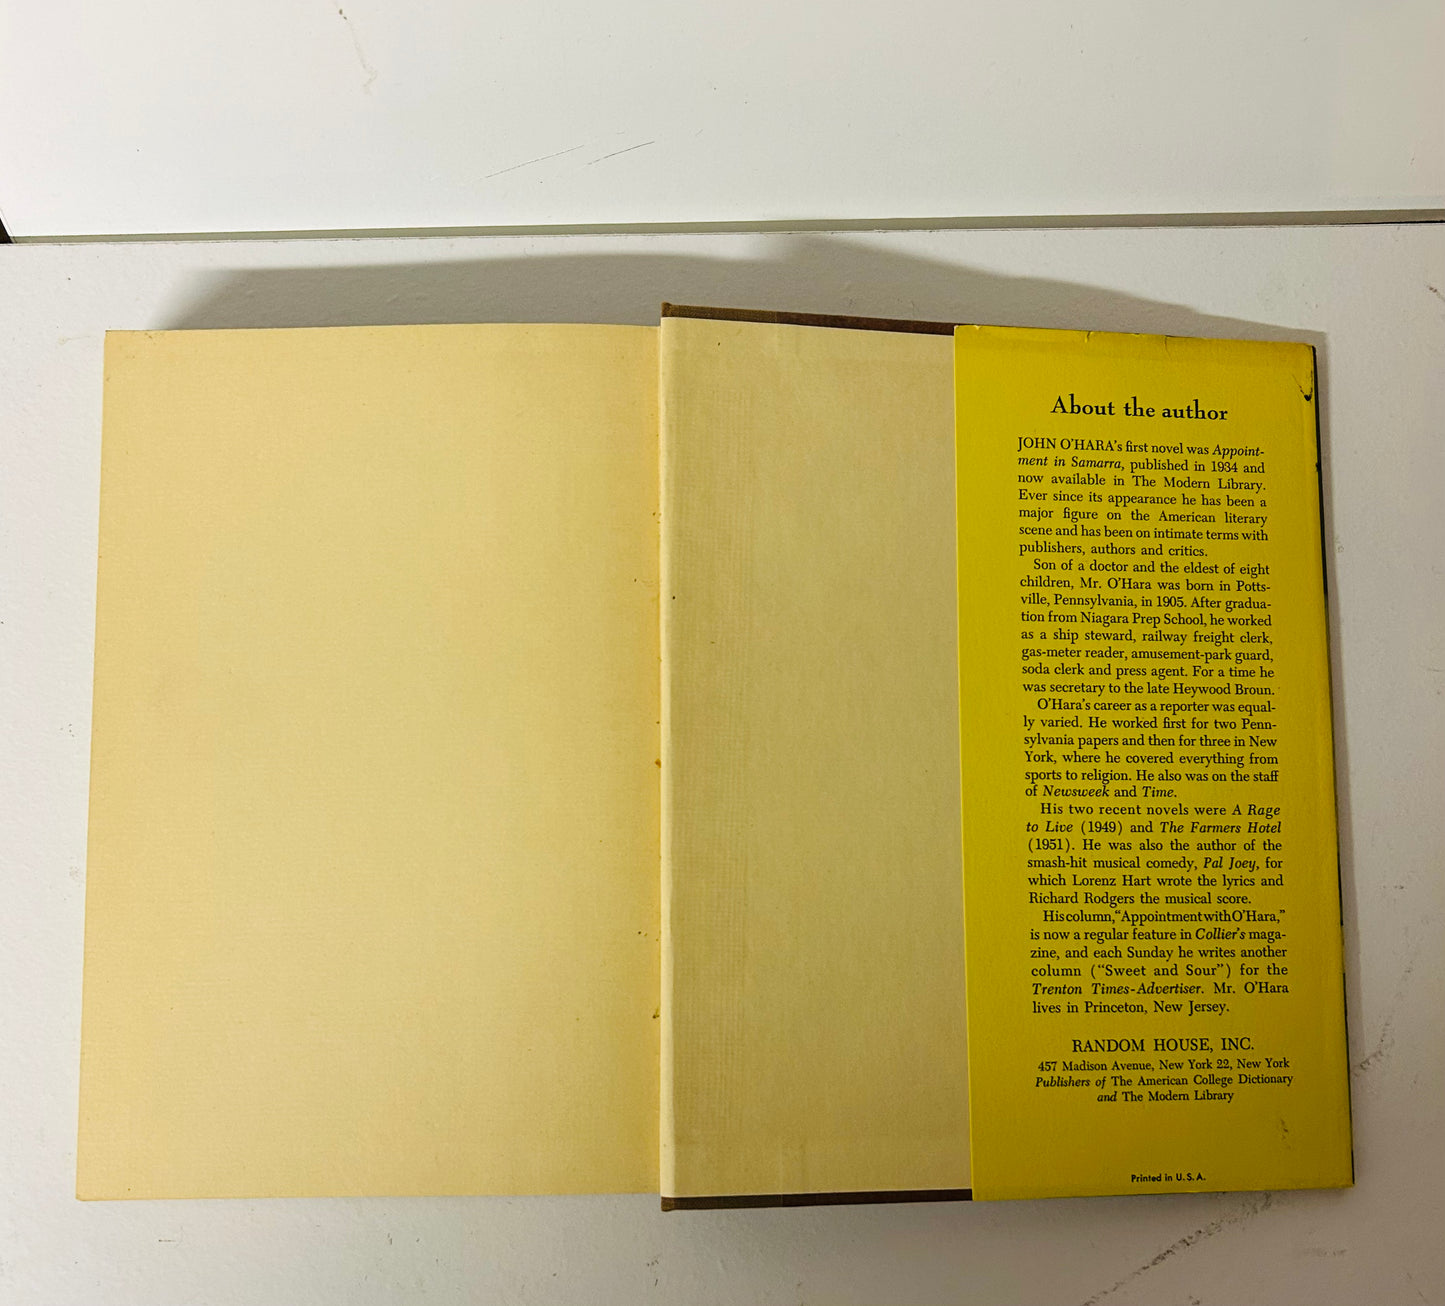 About the author
JOHN O'HARA's first novel was Appoint-
ment in Samarra, published in 1934 and
now available in The Modern Library.
Ever since its appearance he has been a
major figure on the American literary
scene and has been on intimate terms with
publishers, authors and critics.
Son of a doctor and the eldest of eight
children, Mr. O'Hara was born in Potts-
ville, Pennsylvania, in 1905. After gradua-
tion from Niagara Prep School, he worked
as a ship steward, railway freight clerk,
gas-meter reader, amusement-park guard,
soda clerk and press agent. For a time he
was secretary to the late Heywood Broun.
O'Hara's career as a reporter was equal-
ly varied. He worked first for two Penn-
sylvania papers and then for three in New
York, where he covered everything from
sports to religion. He also was on the staff
of Newsweek and Time.
His two recent novels were A Rage
to Live (1949) and The Farmers Hotel
(1951). He was also the author of the
smash-hit musical comedy, Pal Joey, for
which Lorenz Hart wrote the lyrics and
Richard Rodgers the musical score.
His column, "Appointment with O'Hara,"
is now a regular feature in Collier's maga-
zine, and each Sunday he writes another
column ("Sweet and Sour") for the
Trenton Times-Advertiser. Mr. O'Hara
lives in Princeton, New Jersey.
RANDOM HOUSE, INC.
457 Madison Avenue, New York 22, New York
Publishers of The American College Dictionary
and The Modern Library
Printed in U. S. A.